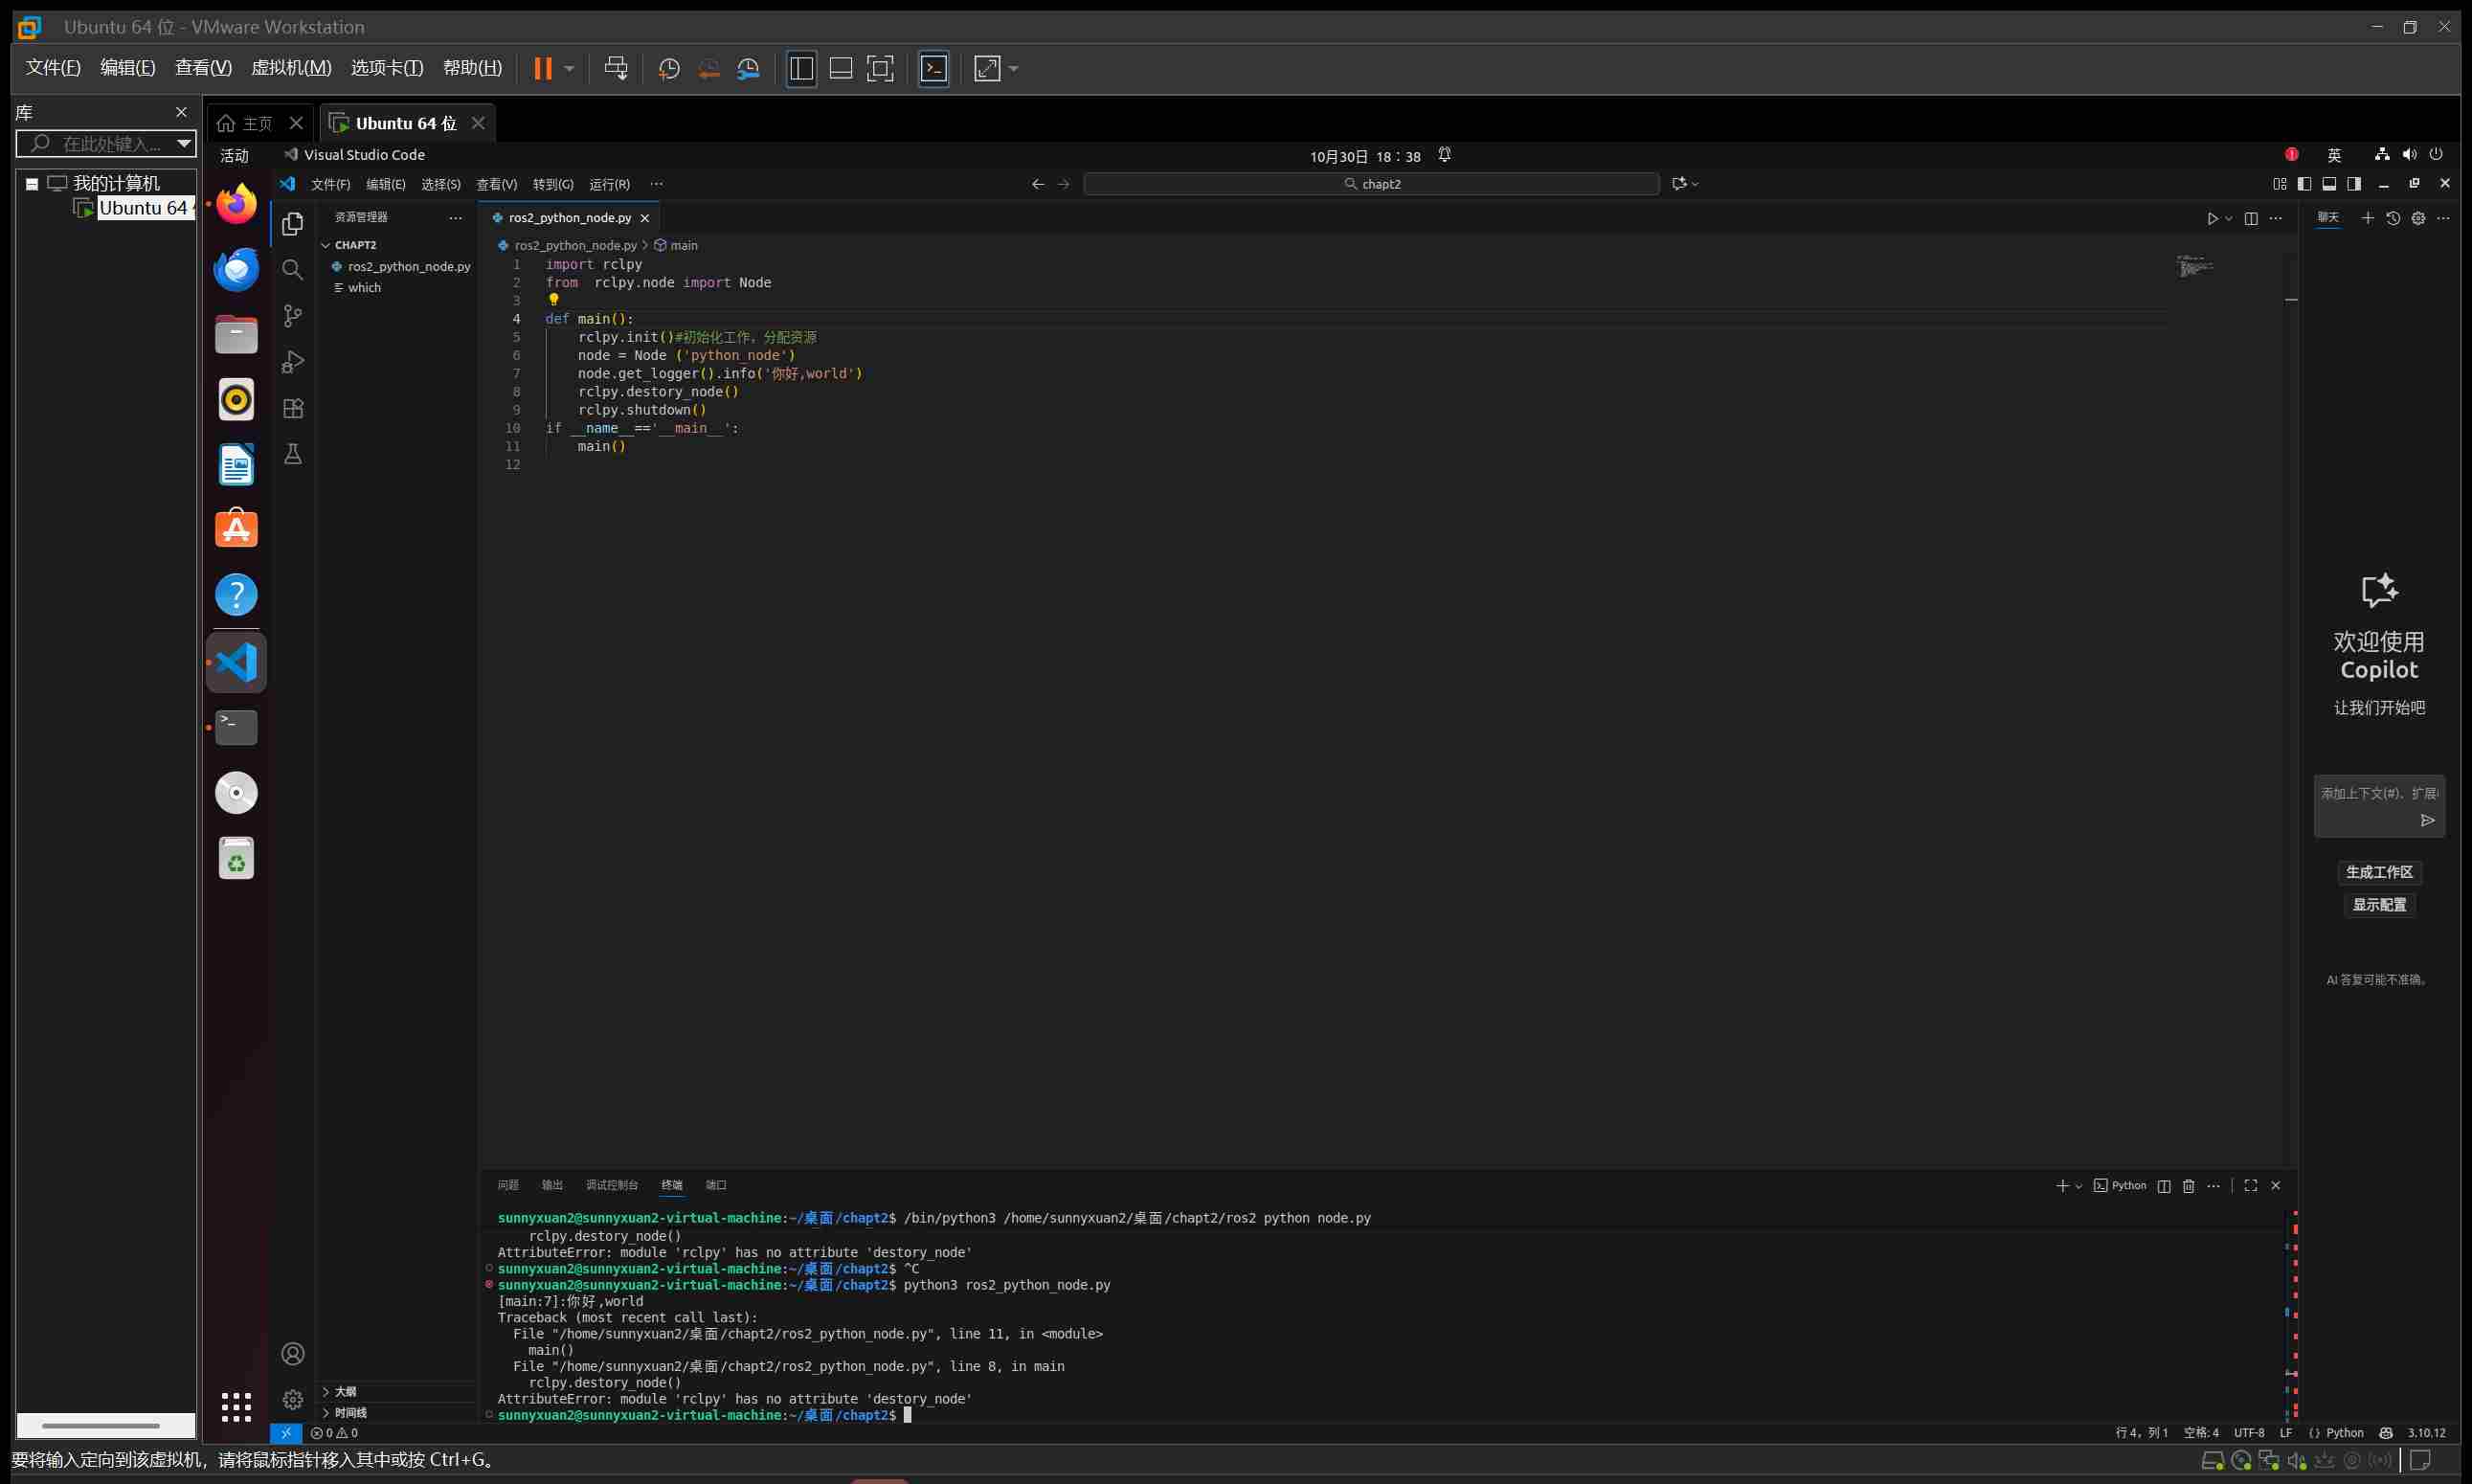 Ubuntu 64 位 - VMware Workstation
文件(F) 编辑(E) 查看(V) 虚拟机(M) 选项卡(T) 帮助(H)
库
在此处键入...
我的计算机
Ubuntu 64
主页
Ubuntu 64 位
活动
Visual Studio Code
10月30日 18：38
英
文件(F) 编辑(E) 选择(S) 查看(V) 转到(G) 运行(R) ···
chapt2
资源管理器
CHAPT2
ros2_python_node.py
which
ros2_python_node.py
ros2_python_node.py > main
1 import rclpy
2 from  rclpy.node import Node
3
4 def main():
5     rclpy.init()#初始化工作，分配资源
6     node = Node ('python_node')
7     node.get_logger().info('你好,world')
8     rclpy.destory_node()
9     rclpy.shutdown()
10 if __name__=='__main__':
11     main()
12
聊天
欢迎使用
Copilot
让我们开始吧
添加上下文(#)、扩展
生成工作区
显示配置
AI 答复可能不准确。
问题 输出 调试控制台 终端 端口
Python
sunnyxuan2@sunnyxuan2-virtual-machine:~/桌面/chapt2$ /bin/python3 /home/sunnyxuan2/桌面/chapt2/ros2 python node.py
rclpy.destory_node()
AttributeError: module 'rclpy' has no attribute 'destory_node'
sunnyxuan2@sunnyxuan2-virtual-machine:~/桌面/chapt2$ ^C
sunnyxuan2@sunnyxuan2-virtual-machine:~/桌面/chapt2$ python3 ros2_python_node.py
[main:7]:你好,world
Traceback (most recent call last):
File "/home/sunnyxuan2/桌面/chapt2/ros2_python_node.py", line 11, in <module>
main()
File "/home/sunnyxuan2/桌面/chapt2/ros2_python_node.py", line 8, in main
rclpy.destory_node()
AttributeError: module 'rclpy' has no attribute 'destory_node'
sunnyxuan2@sunnyxuan2-virtual-machine:~/桌面/chapt2$
大纲
时间线
0 0
行 4，列 1 空格: 4 UTF-8 LF {} Python 3.10.12
要将输入定向到该虚拟机，请将鼠标指针移入其中或按 Ctrl+G。